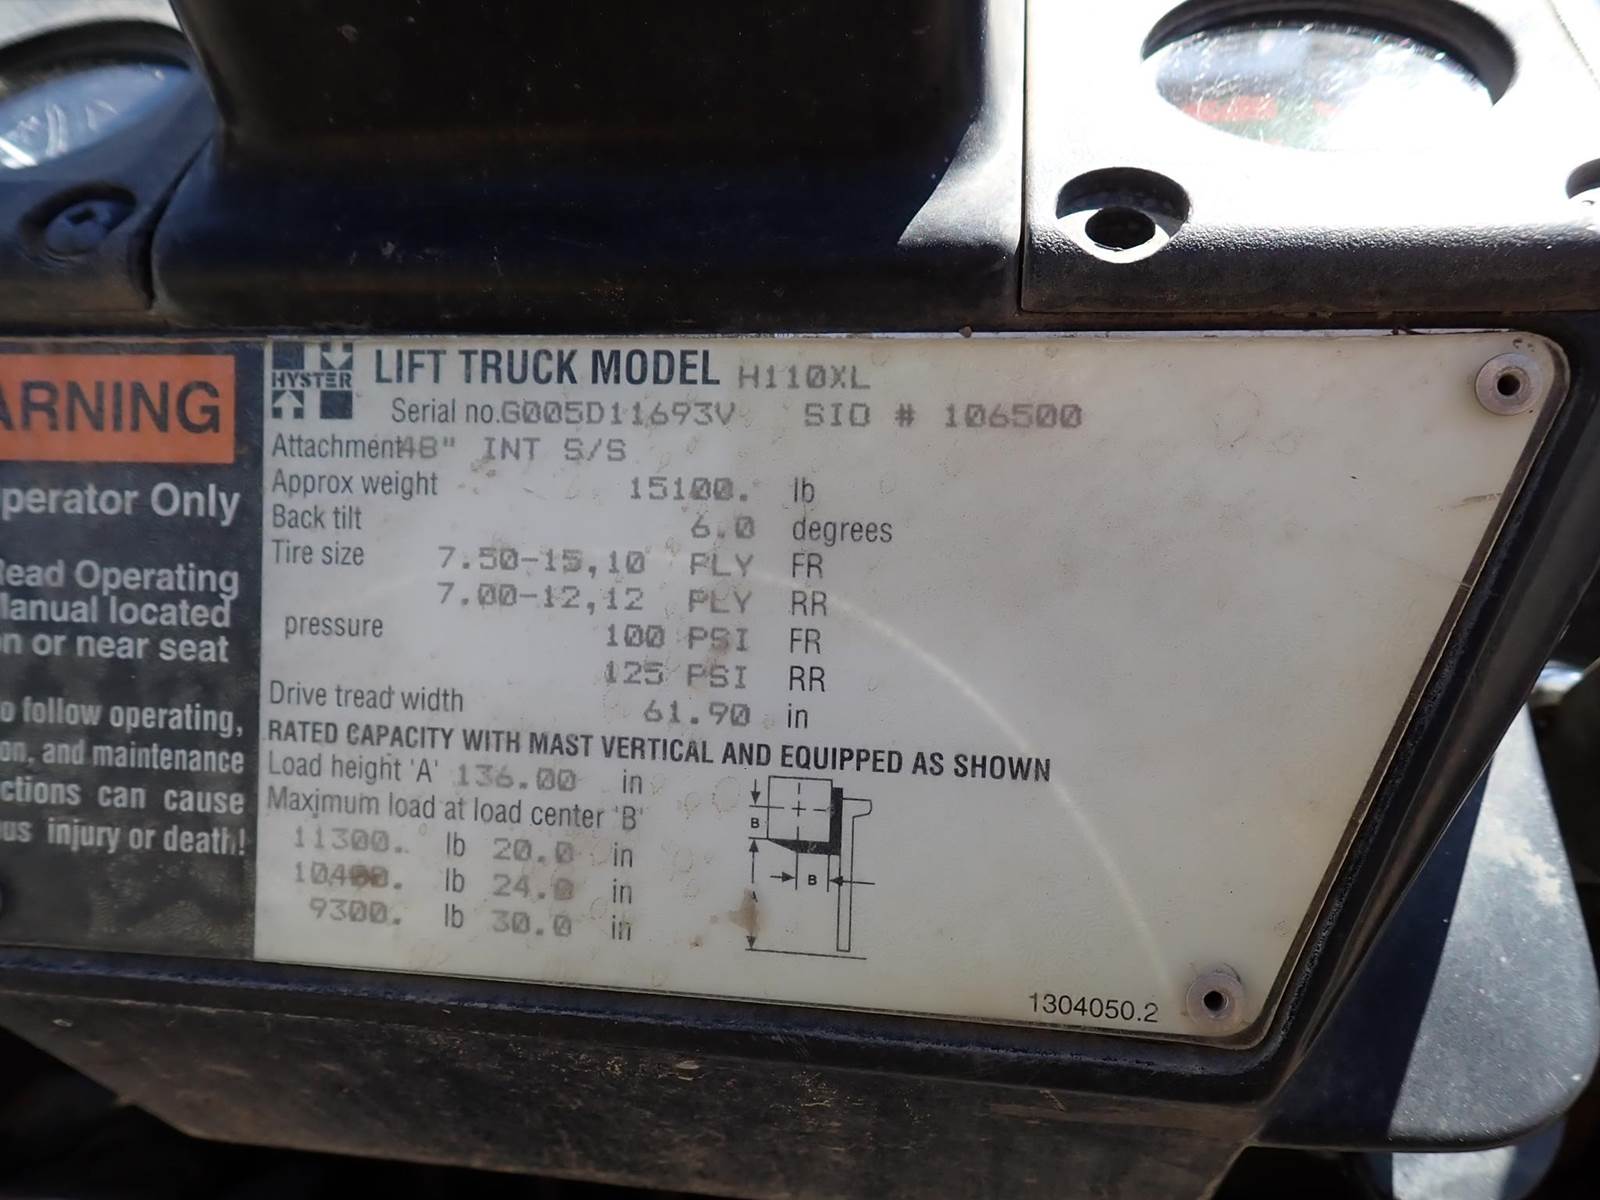 ARNING
perator Only
Read Operating
Manual located
on or near seat
o follow operating,
on, and maintenance
ctions can cause
ous injury or death!
HYSTER
LIFT TRUCK MODEL H110XL
Serial no.G005D11693V SIO # 106500
Attachment 48" INT S/S
Approx weight 15100. lb
Back tilt 6.0 degrees
Tire size 7.50-15,10 PLY FR
7.00-12,12 PLY RR
pressure 100 PSI FR
125 PSI RR
Drive tread width 61.90 in
RATED CAPACITY WITH MAST VERTICAL AND EQUIPPED AS SHOWN
Load height 'A' 136.00 in
Maximum load at load center 'B'
11300. lb 20.0 in
10400. lb 24.0 in
9300. lb 30.0 in
B
B
A
1304050.2